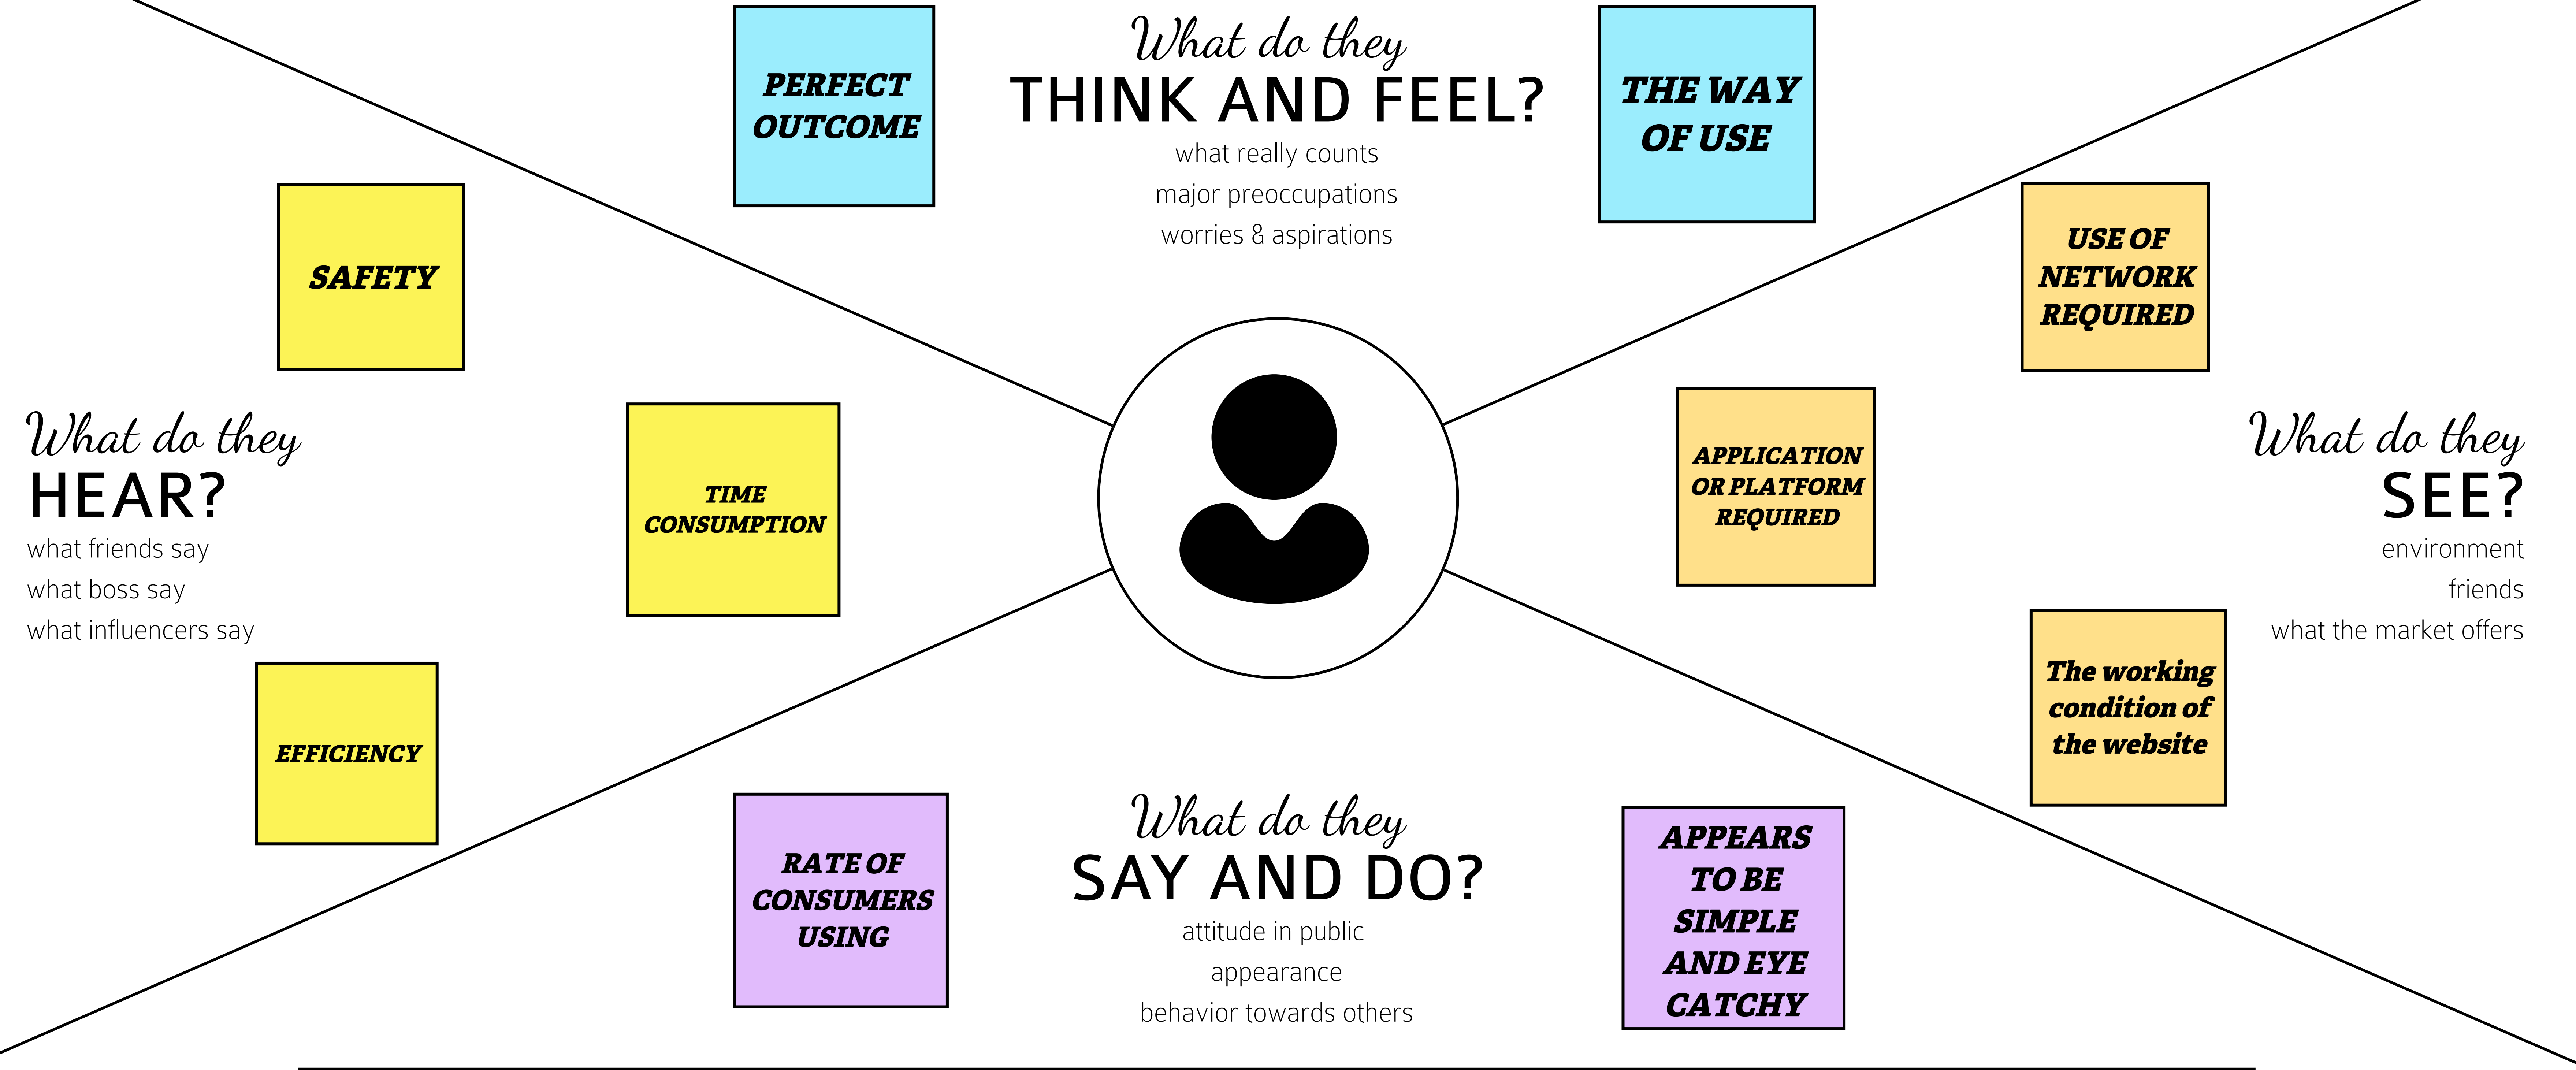 What do they
THINK AND FEEL?
what really counts
major preoccupations
worries & aspirations
PERFECT
OUTCOME
THE WAY
OF USE
What do they
HEAR?
what friends say
what boss say
what influencers say
SAFETY
TIME
CONSUMPTION
EFFICIENCY
What do they
SEE?
environment
friends
what the market offers
USE OF
NETWORK
REQUIRED
APPLICATION
OR PLATFORM
REQUIRED
The working
condition of
the website
What do they
SAY AND DO?
attitude in public
appearance
behavior towards others
RATE OF
CONSUMERS
USING
APPEARS
TO BE
SIMPLE
AND EYE
CATCHY